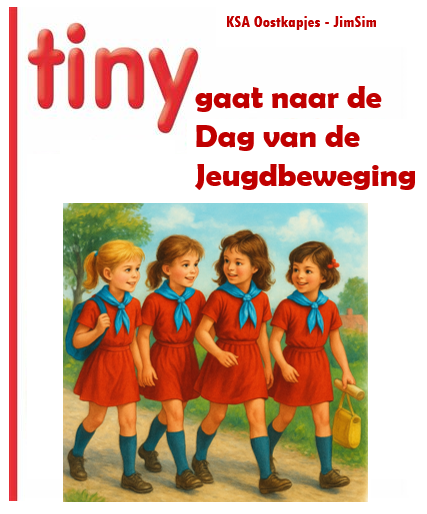 KSA Oostkapjes - JimSim
tiny
gaat naar de
Dag van de
Jeugdbeweging